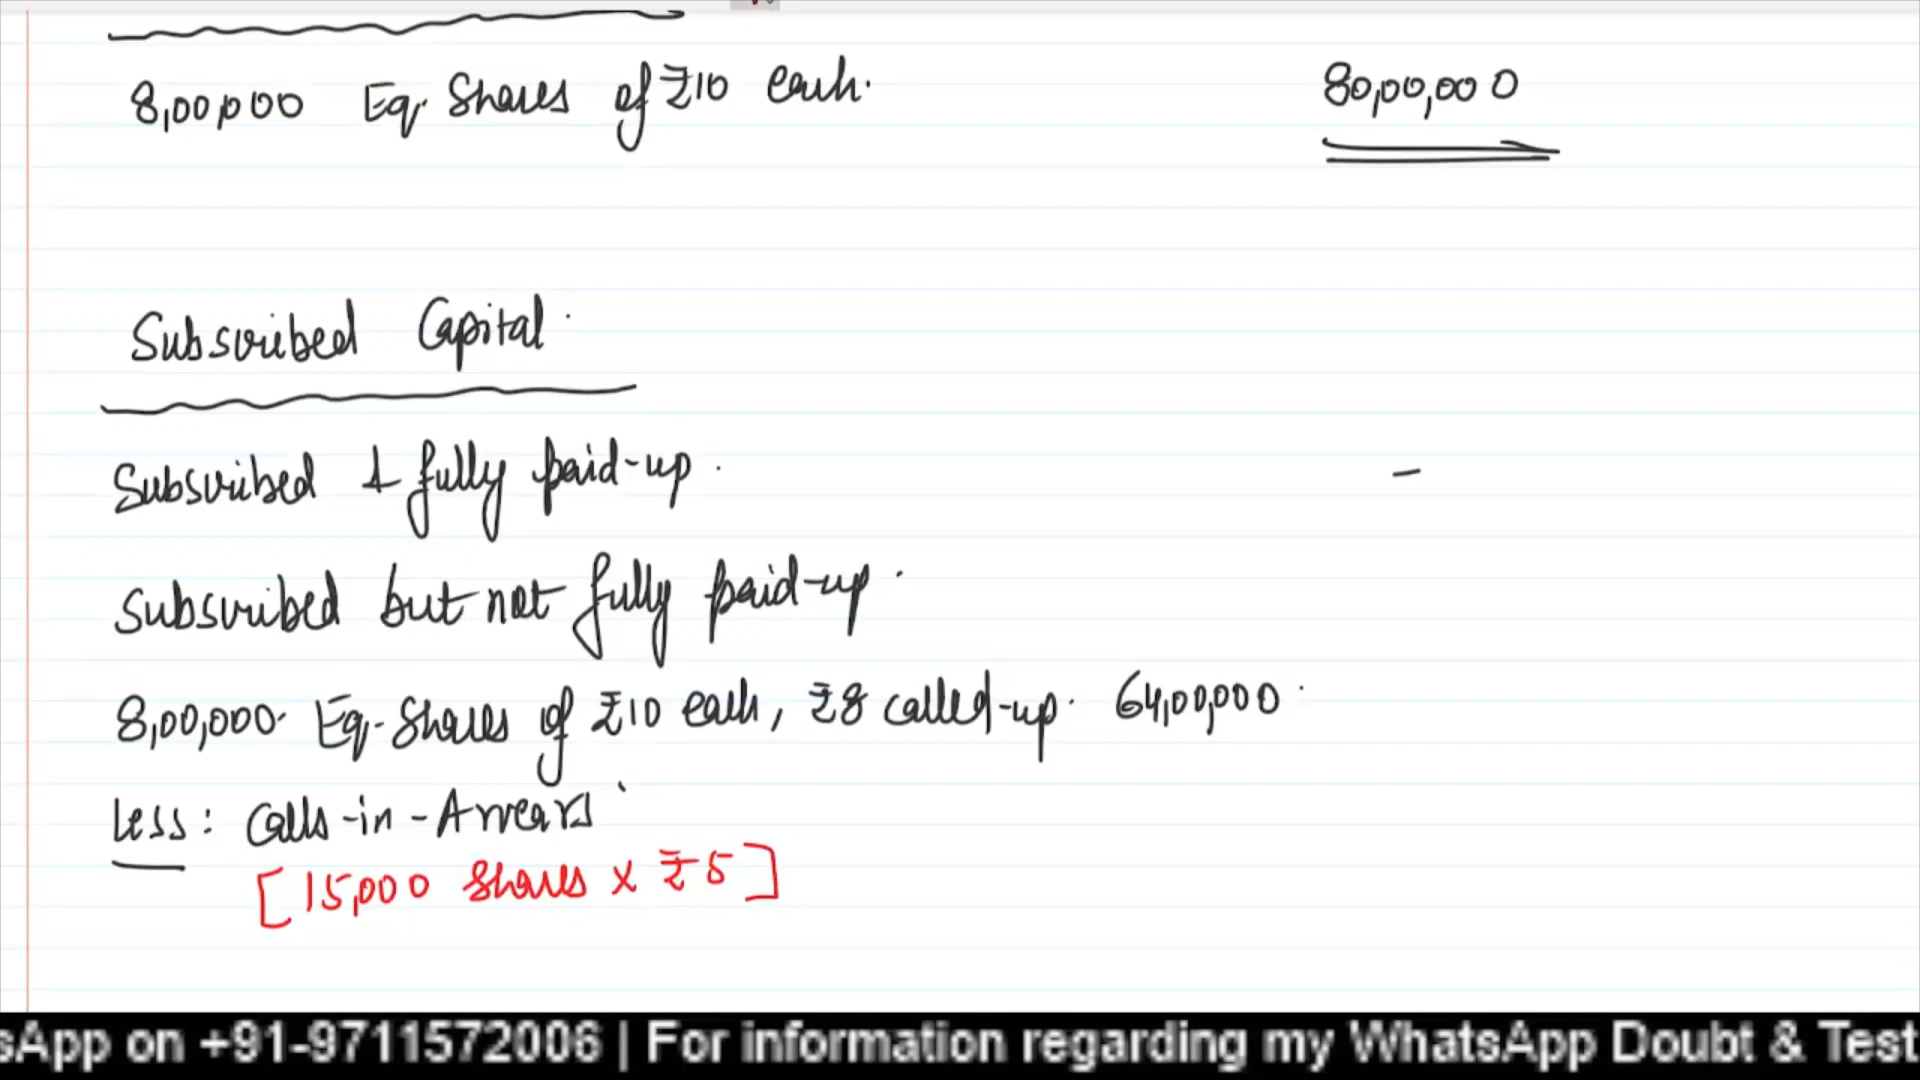 8,00,000 Eq. Shares of ₹10 each. 80,00,000
Subscribed Capital.
Subscribed & fully paid-up. –
Subscribed but not fully paid-up.
8,00,000 Eq. Shares of ₹10 each, ₹8 called-up. 64,00,000
Less: Calls-in-Arrears
[15,000 Shares x ₹5]
sApp on +91-9711572006 | For information regarding my WhatsApp Doubt & Test